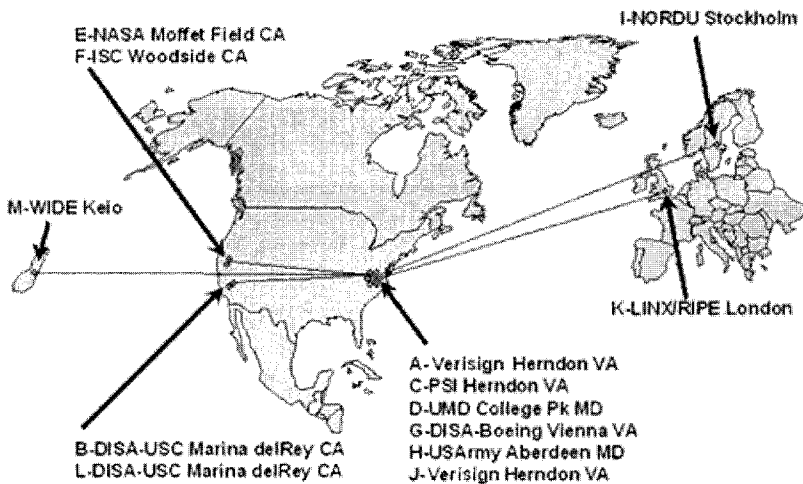 E-NASA Moffet Field CA
F-ISC Woodside CA
I-NORDU Stockholm
M-WIDE Keio
K-LINX/RIPE London
A-Verisign Herndon VA
C-PSI Herndon VA
D-UMD College Pk MD
G-DISA-Boeing Vienna VA
H-USArmy Aberdeen MD
J-Verisign Herndon VA
B-DISA-USC Marina delRey CA
L-DISA-USC Marina delRey CA